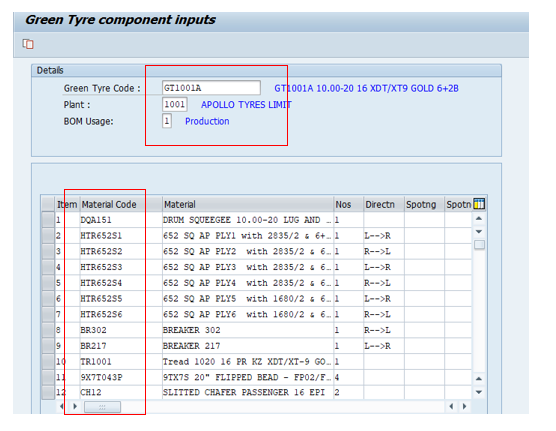 Green Tyre component inputs
Details
Green Tyre Code : GT1001A GT1001A 10.00-20 16 XDT/XT9 GOLD 6+2B
Plant : 1001 APOLLO TYRES LIMIT
BOM Usage: 1 Production
Item Material Code Material Nos Directn Spotng Spotn
1 DQA151 DRUM SQUEEGEE 10.00-20 LUG AND … 1
2 HTR652S1 652 SQ AP PLY1 with 2835/2 & 6+… 1 L-->R
3 HTR652S2 652 SQ AP PLY2 with 2835/2 & 6… 1 R-->L
4 HTR652S3 652 SQ AP PLY3 with 2835/2 & 6… 1 L-->R
5 HTR652S4 652 SQ AP PLY4 with 2835/2 & 6… 1 R-->L
6 HTR652S5 652 SQ AP PLY5 with 1680/2 & 6… 1 L-->R
7 HTR652S6 652 SQ AP PLY6 with 1680/2 & 6… 1 R-->L
8 BR302 BREAKER 302 1 R-->L
9 BR217 BREAKER 217 1 L-->R
10 TR1001 Tread 1020 16 PR KZ XDT/XT-9 GO… 1
11 9X7T043P 9TX7S 20" FLIPPED BEAD - FP02/F… 4
12 CH12 SLITTED CHAFER PASSENGER 16 EPI 2